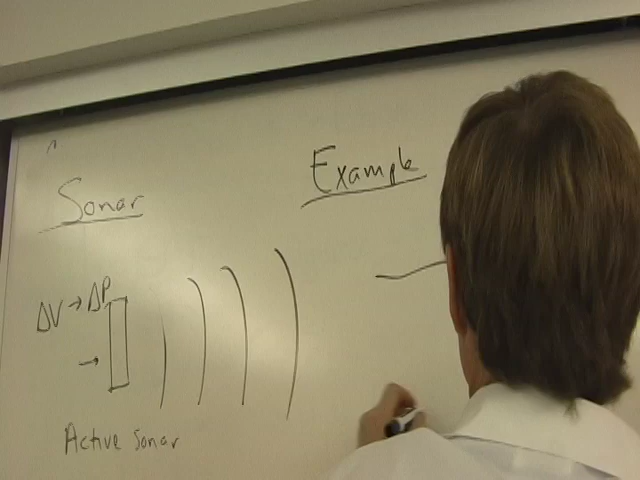 Sonar
Example
ΔV → ΔP
Active Sonar